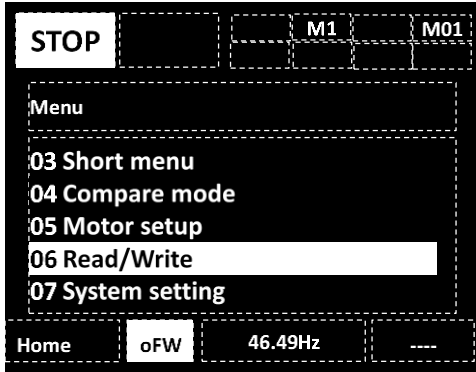 STOP M1 M01
Menu
03 Short menu
04 Compare mode
05 Motor setup
06 Read/Write
07 System setting
Home oFW 46.49Hz ----